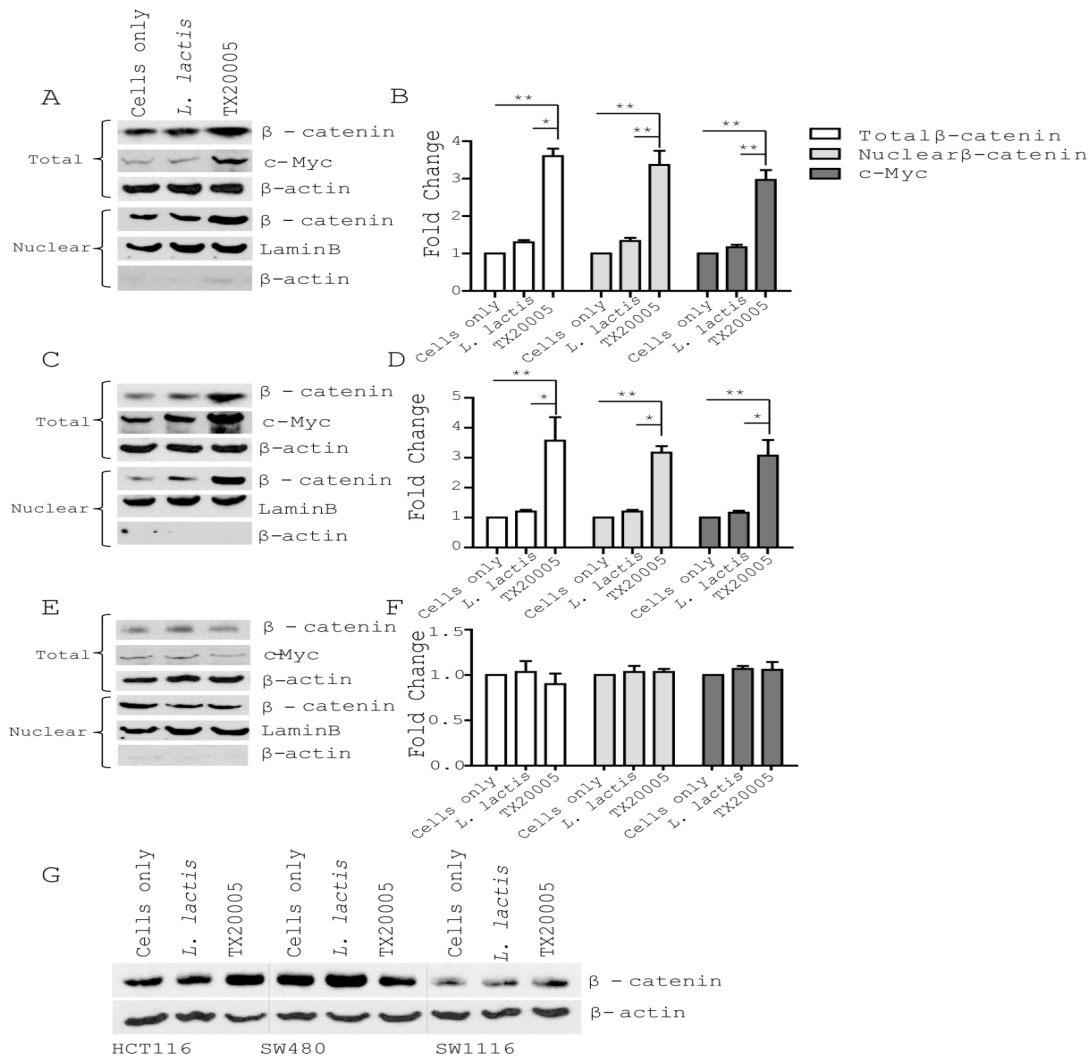 Cells only
L. lactis
TX20005
A
Total
β - catenin
c-Myc
β-actin
Nuclear
β - catenin
LaminB
β-actin
B
Fold Change
4
3
2
1
0
**
*
**
**
**
**
Cells only
L. lactis
TX20005
Cells only
L. lactis
TX20005
Cells only
L. lactis
TX20005
Totalβ-catenin
Nuclearβ-catenin
c-Myc
C
Total
β - catenin
c-Myc
β-actin
Nuclear
β - catenin
LaminB
β-actin
D
Fold Change
5
4
3
2
1
0
**
*
**
*
**
*
Cells only
L. lactis
TX20005
Cells only
L. lactis
TX20005
Cells only
L. lactis
TX20005
E
Total
β - catenin
c-Myc
β-actin
Nuclear
β - catenin
LaminB
β-actin
F
Fold Change
1.5
1.0
0.5
0.0
Cells only
L. lactis
TX20005
Cells only
L. lactis
TX20005
Cells only
L. lactis
TX20005
G
Cells only
L. lactis
TX20005
Cells only
L. lactis
TX20005
Cells only
L. lactis
TX20005
β - catenin
β-actin
HCT116 SW480 SW1116